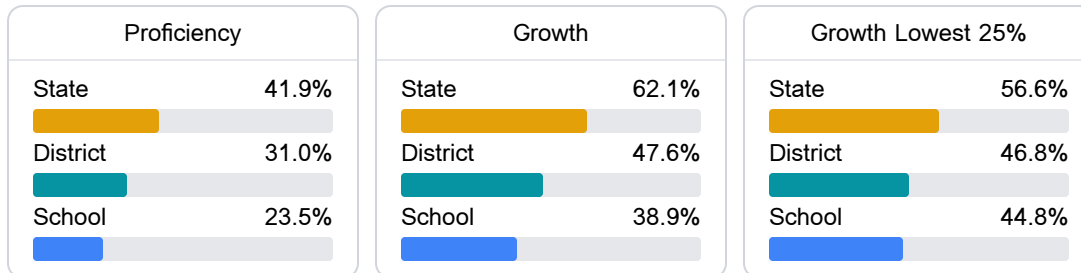 Proficiency
State 41.9%
District 31.0%
School 23.5%
Growth
State 62.1%
District 47.6%
School 38.9%
Growth Lowest 25%
State 56.6%
District 46.8%
School 44.8%